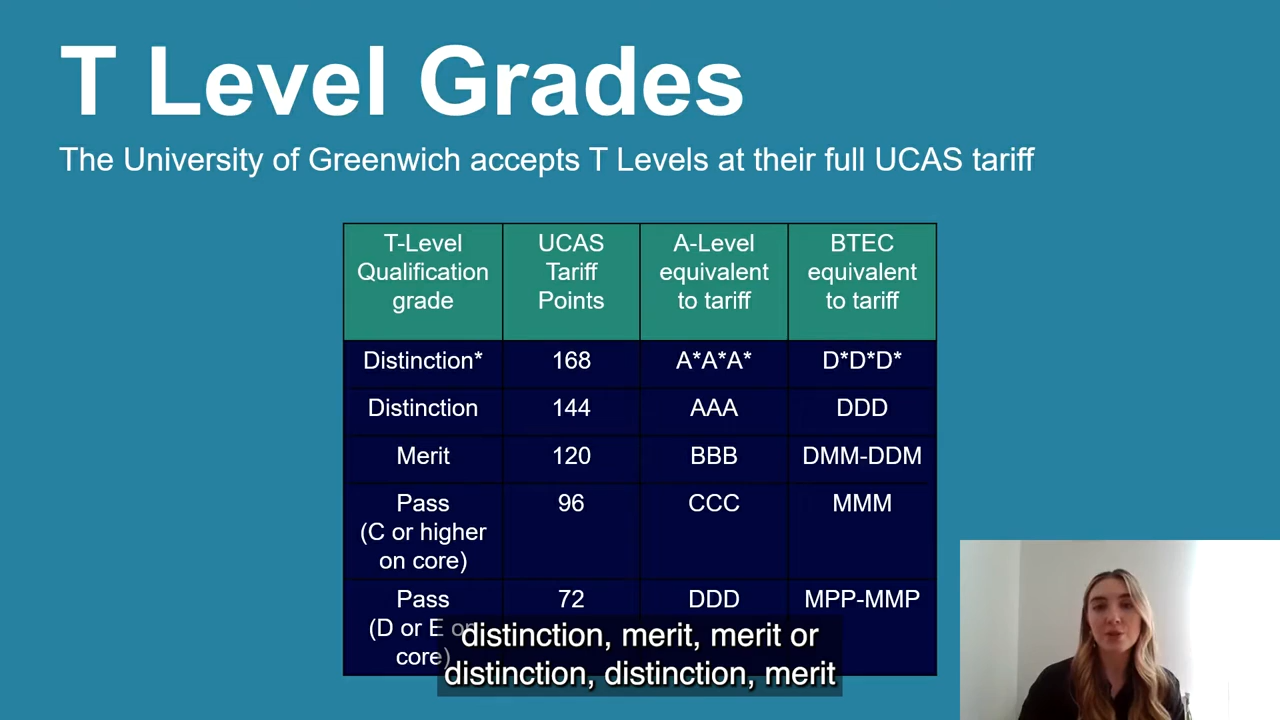 T Level Grades
The University of Greenwich accepts T Levels at their full UCAS tariff
T-Level Qualification grade
UCAS Tariff Points
A-Level equivalent to tariff
BTEC equivalent to tariff
Distinction* 168 A*A*A* D*D*D*
Distinction 144 AAA DDD
Merit 120 BBB DMM-DDM
Pass 96 CCC MMM
(C or higher
on core)
Pass 72 DDD MPP-MMP
(D or E on
core)
distinction, merit, merit or
distinction, distinction, merit